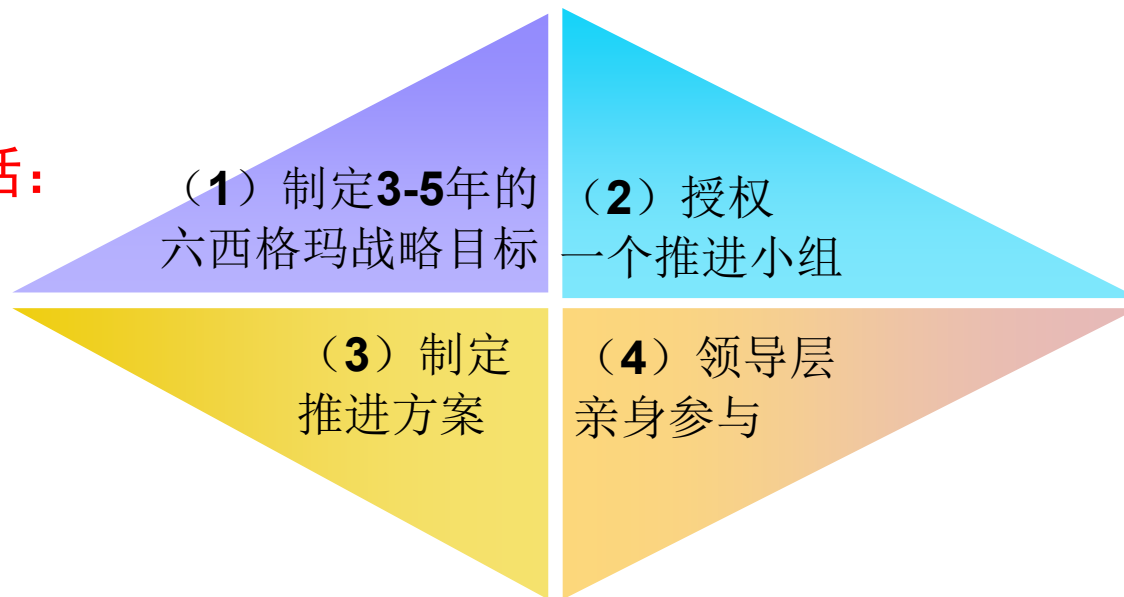 活：
（1）制定3-5年的
六西格玛战略目标
（2）授权
一个推进小组
（3）制定
推进方案
（4）领导层
亲身参与